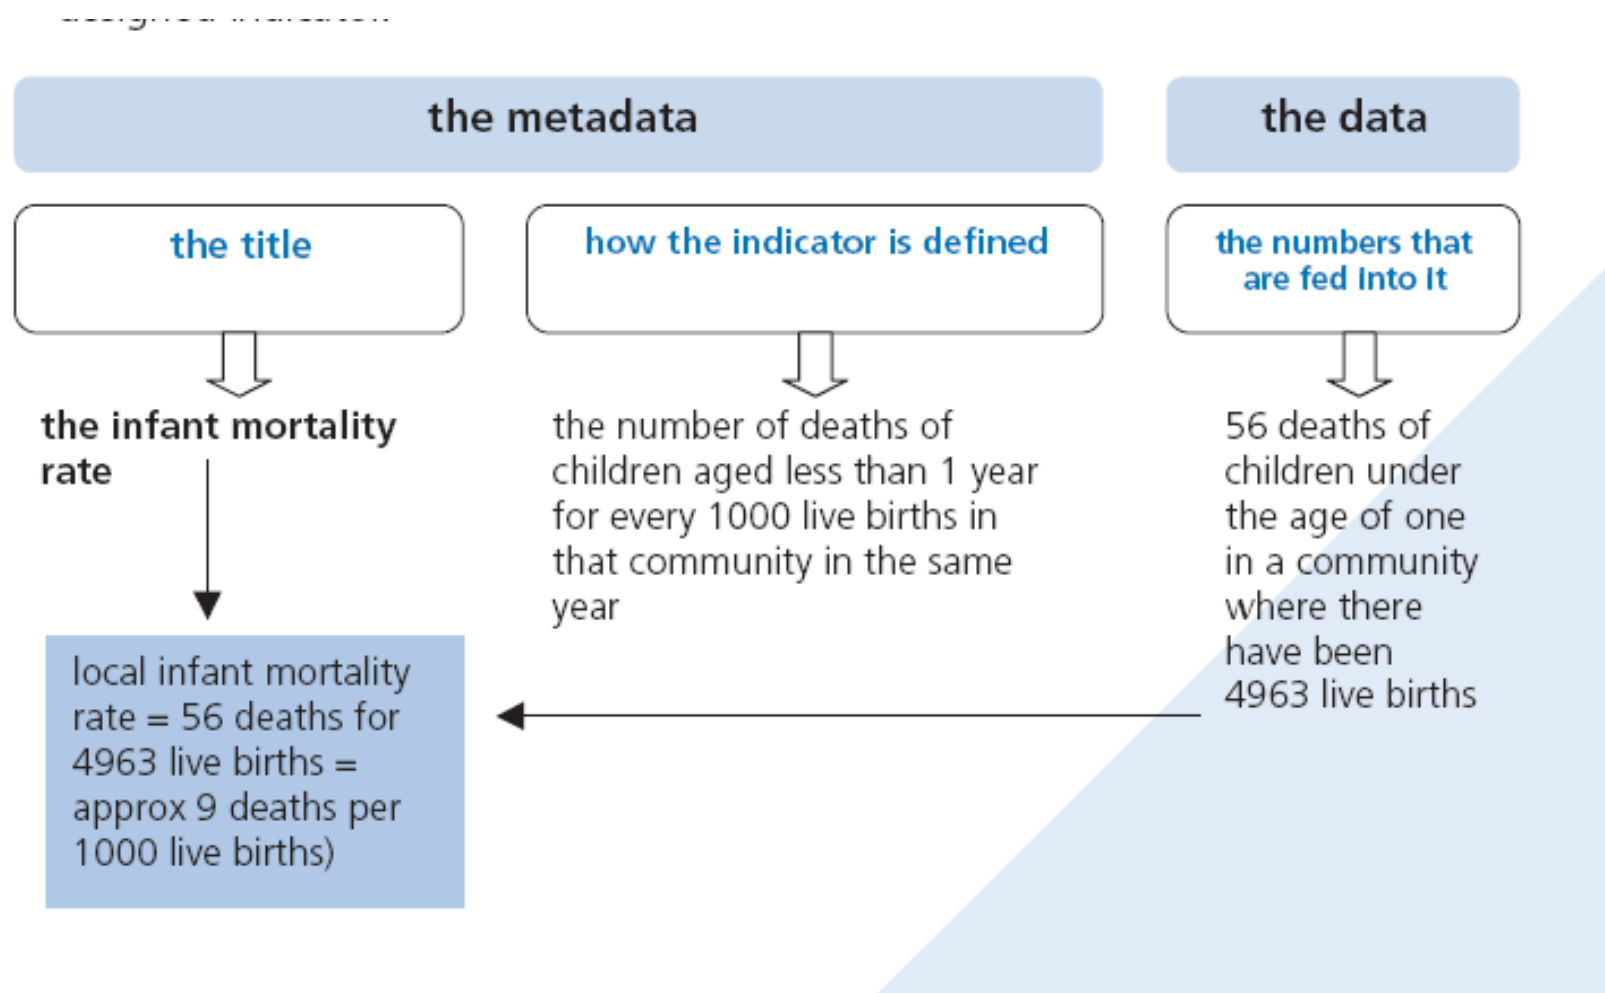 the metadata
the data
the title
how the indicator is defined
the numbers that
are fed into it
the infant mortality
rate
the number of deaths of
children aged less than 1 year
for every 1000 live births in
that community in the same
year
56 deaths of
children under
the age of one
in a community
where there
have been
4963 live births
local infant mortality
rate = 56 deaths for
4963 live births =
approx 9 deaths per
1000 live births)